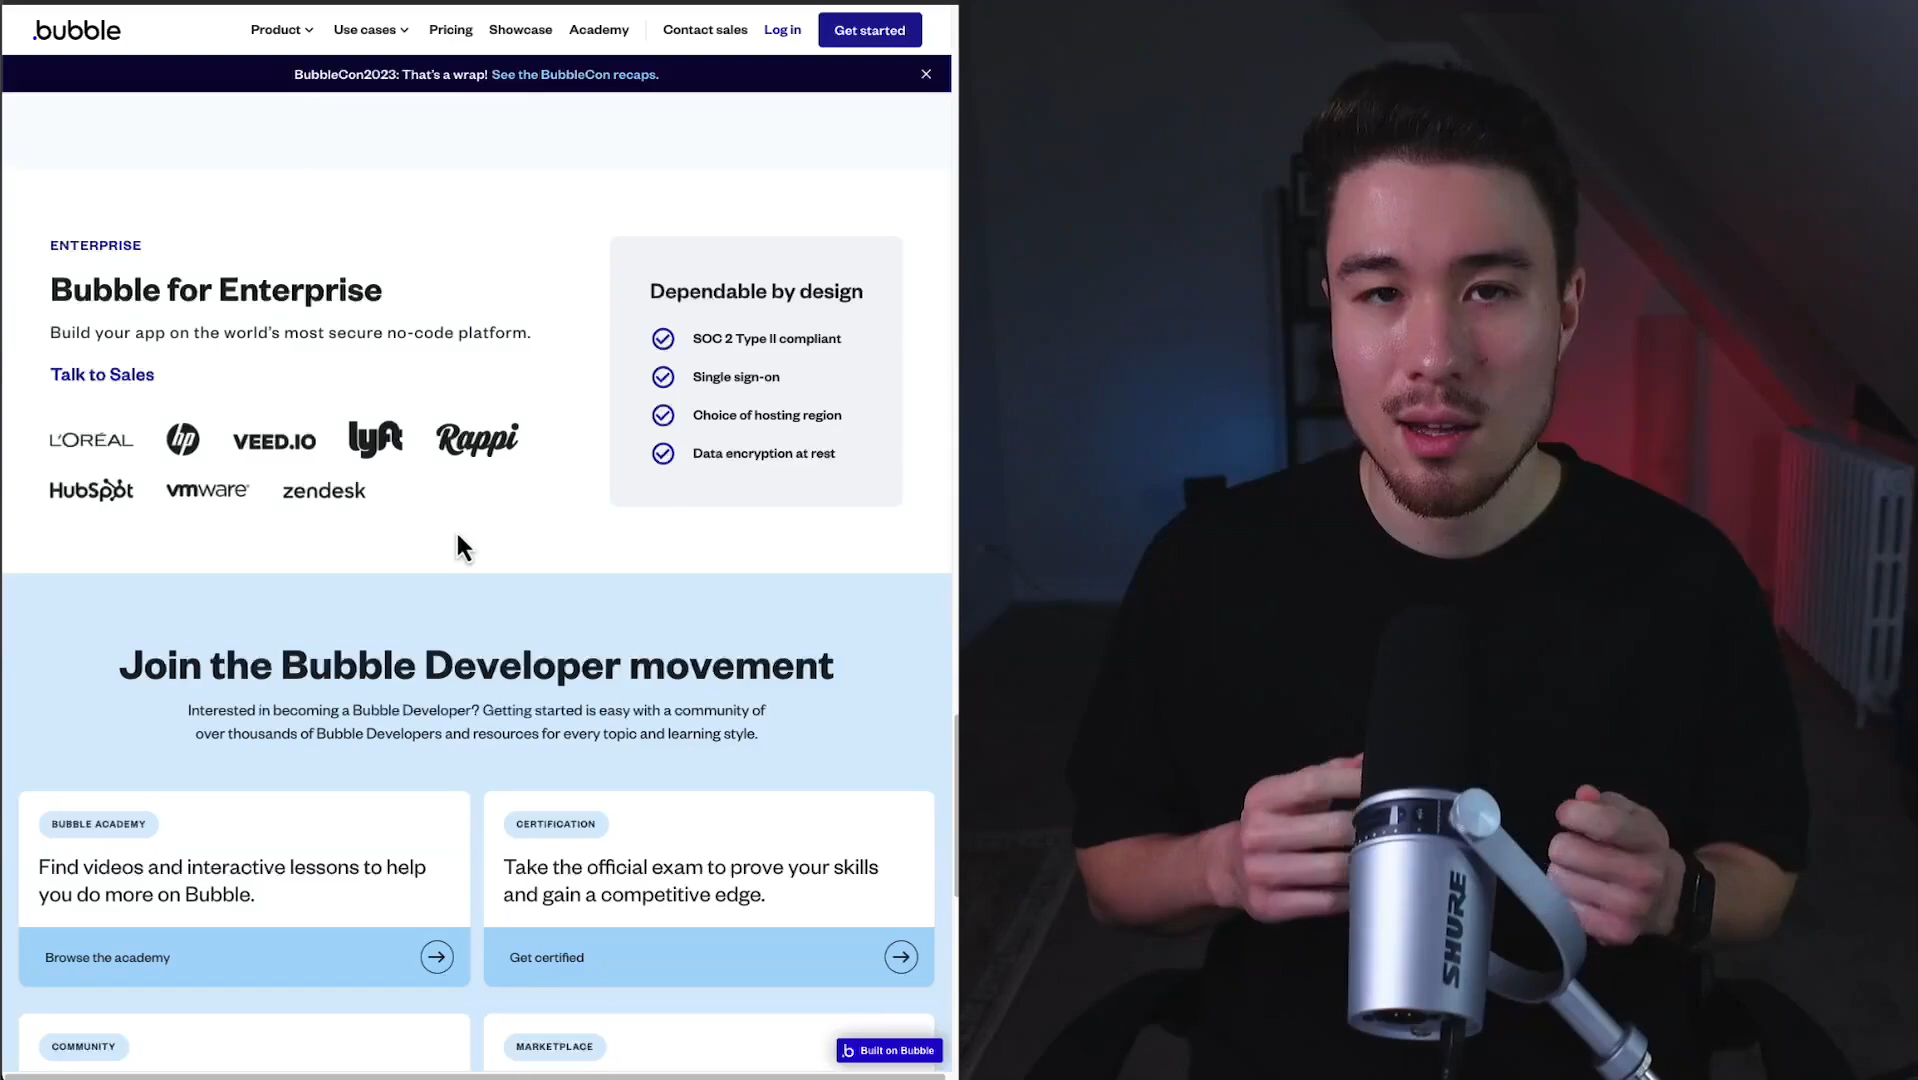 .bubble
Product
Use cases
Pricing
Showcase
Academy
Contact sales
Log in
Get started
BubbleCon2023: That's a wrap! See the BubbleCon recaps.
ENTERPRISE
Bubble for Enterprise
Build your app on the world's most secure no-code platform.
Talk to Sales
L'ORÉAL
hp
VEED.IO
lyft
Rappi
HubSpot
vmware®
zendesk
Dependable by design
SOC 2 Type II compliant
Single sign-on
Choice of hosting region
Data encryption at rest
Join the Bubble Developer movement
Interested in becoming a Bubble Developer? Getting started is easy with a community of
over thousands of Bubble Developers and resources for every topic and learning style.
BUBBLE ACADEMY
Find videos and interactive lessons to help
you do more on Bubble.
Browse the academy
CERTIFICATION
Take the official exam to prove your skills
and gain a competitive edge.
Get certified
COMMUNITY
MARKETPLACE
b Built on Bubble
SHURE